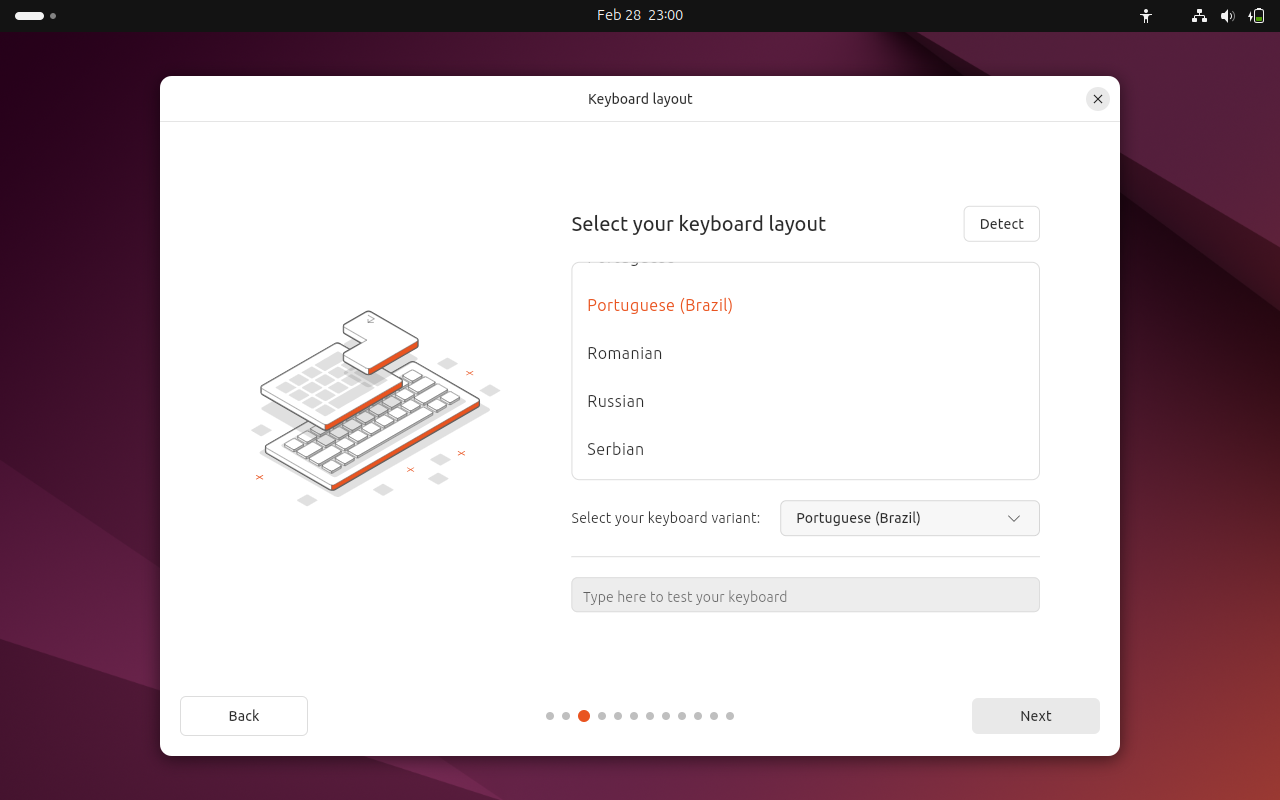 Feb 28 23:00
Keyboard layout
Select your keyboard layout
Detect
Portuguese (Brazil)
Romanian
Russian
Serbian
Select your keyboard variant:
Portuguese (Brazil)
Type here to test your keyboard
Back
Next